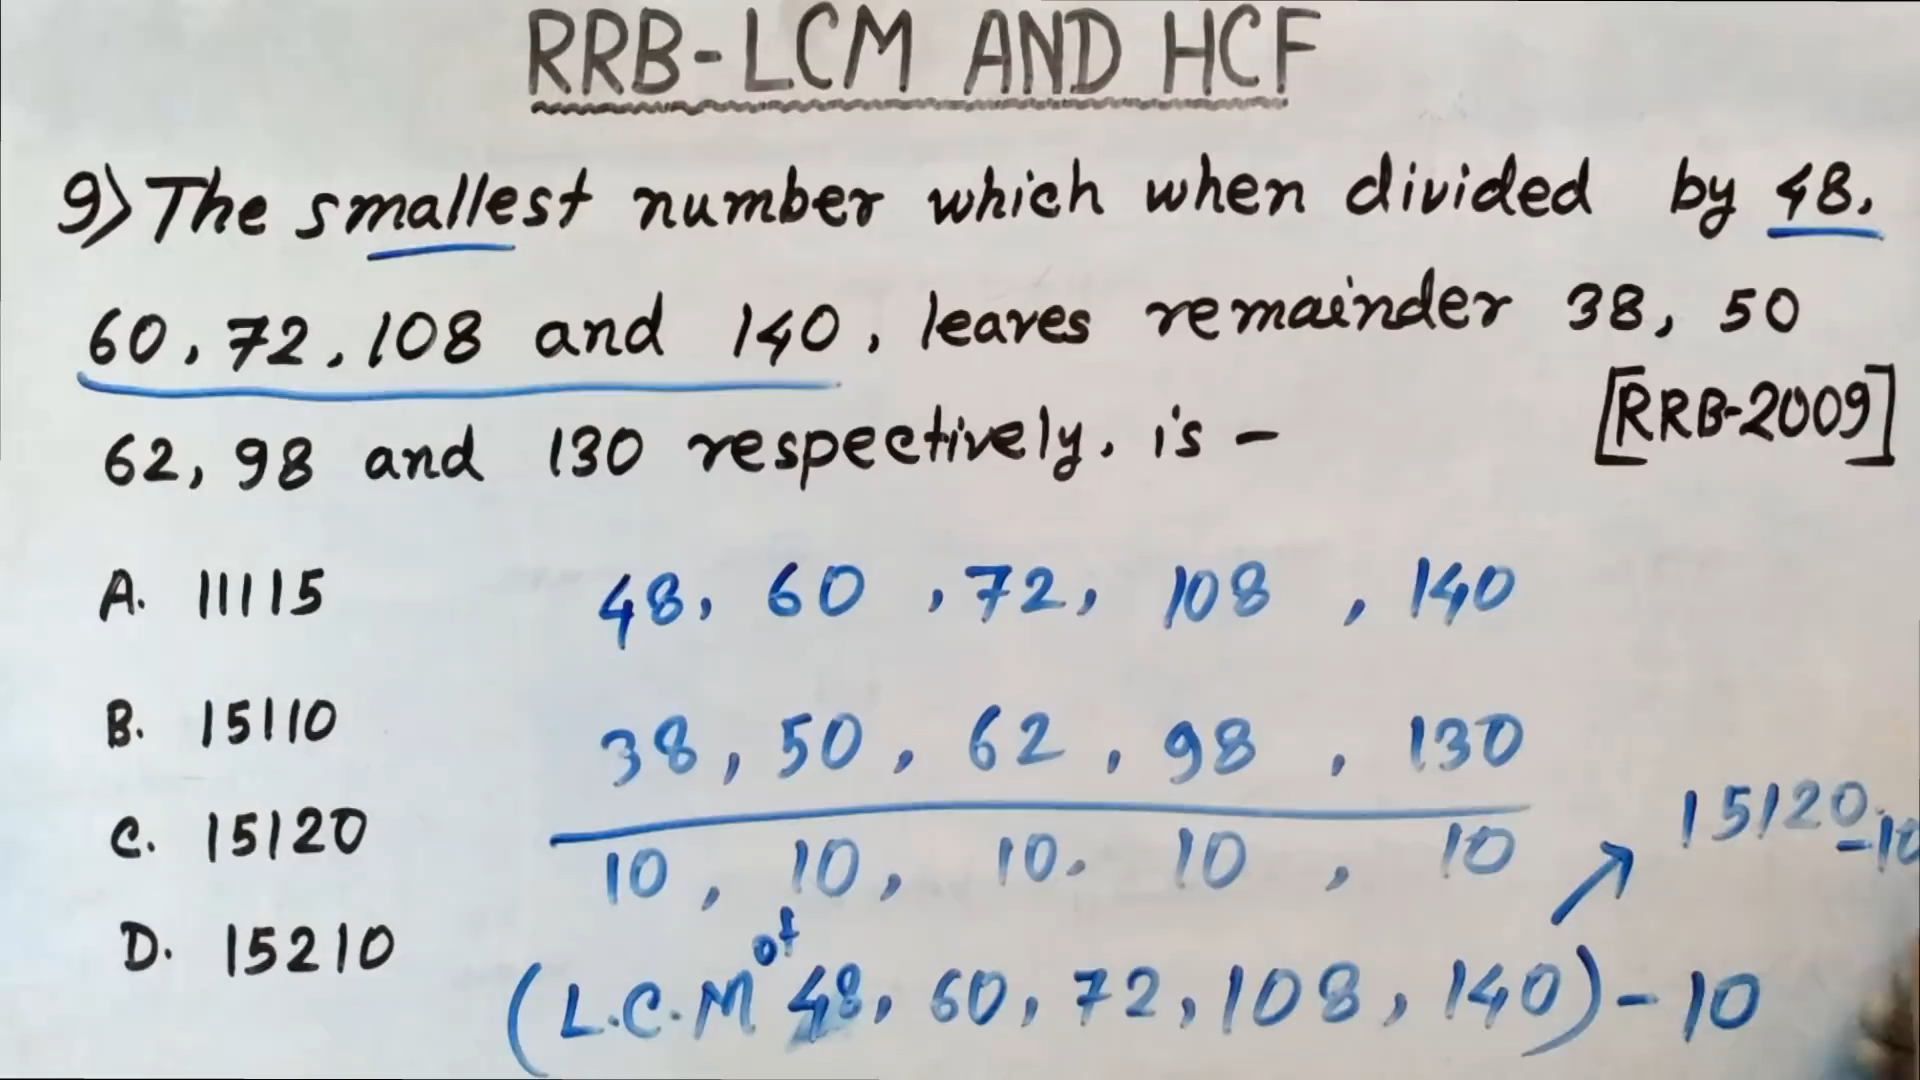 RRB-LCM AND HCF
9) The smallest number which when divided by 48,
60, 72, 108 and 140, leaves remainder 38, 50
62, 98 and 130 respectively, is -
[RRB-2009]
A. 11115
B. 15110
C. 15120
D. 15210
48, 60, 72, 108, 140
38, 50, 62, 98, 130
10, 10, 10, 10, 10
15120-10
(L.C.M of 48, 60, 72, 108, 140) - 10